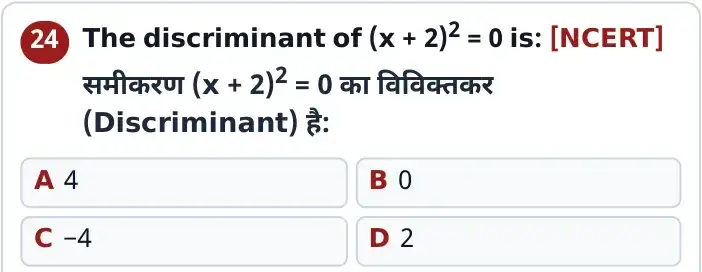 24 The discriminant of (x + 2)² = 0 is: [NCERT]
समीकरण (x + 2)² = 0 का विविक्तकर
(Discriminant) है:
A 4 B 0
C −4 D 2